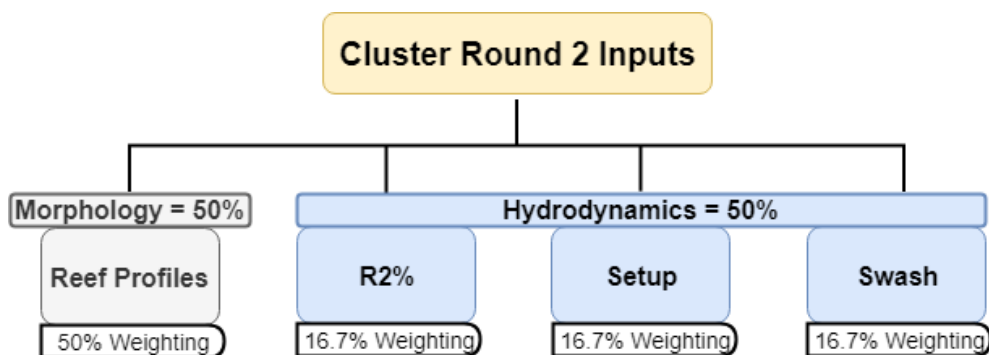 Cluster Round 2 Inputs
Morphology = 50%
Hydrodynamics = 50%
Reef Profiles
R2%
Setup
Swash
50% Weighting
16.7% Weighting
16.7% Weighting
16.7% Weighting